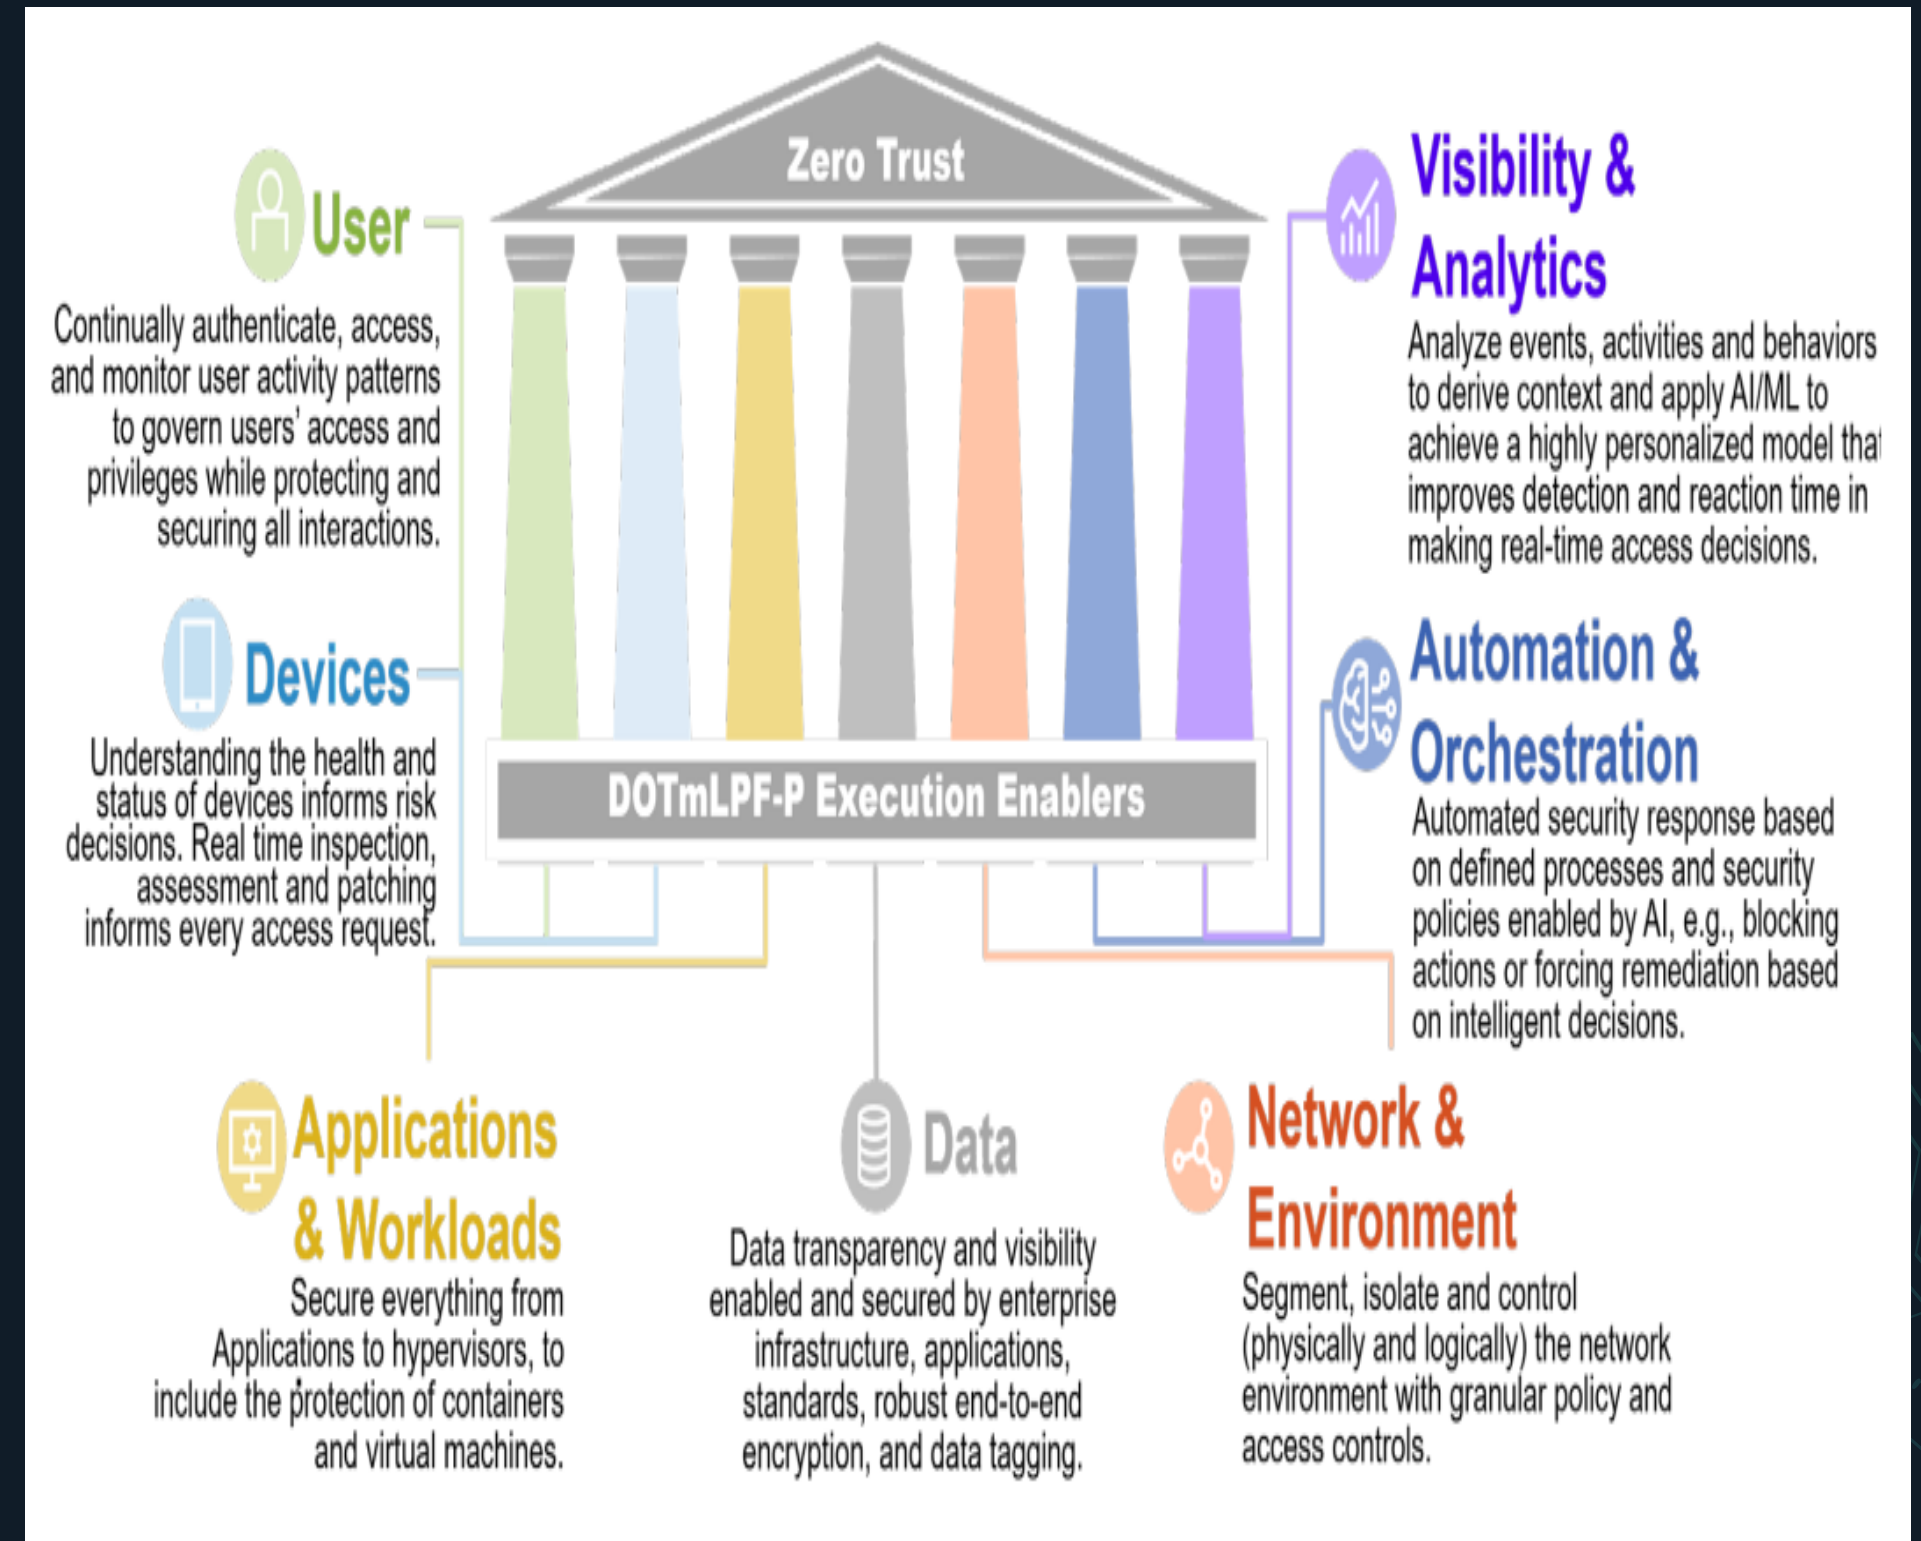 Zero Trust
User
Continually authenticate, access,
and monitor user activity patterns
to govern users' access and
privileges while protecting and
securing all interactions.
Devices
Understanding the health and
status of devices informs risk
decisions. Real time inspection,
assessment and patching
informs every access request.
DOTmLPF-P Execution Enablers
Visibility &
Analytics
Analyze events, activities and behaviors
to derive context and apply AI/ML to
achieve a highly personalized model that
improves detection and reaction time in
making real-time access decisions.
Automation &
Orchestration
Automated security response based
on defined processes and security
policies enabled by AI, e.g., blocking
actions or forcing remediation based
on intelligent decisions.
Applications
& Workloads
Secure everything from
Applications to hypervisors, to
include the protection of containers
and virtual machines.
Data
Data transparency and visibility
enabled and secured by enterprise
infrastructure, applications,
standards, robust end-to-end
encryption, and data tagging.
Network &
Environment
Segment, isolate and control
(physically and logically) the network
environment with granular policy and
access controls.